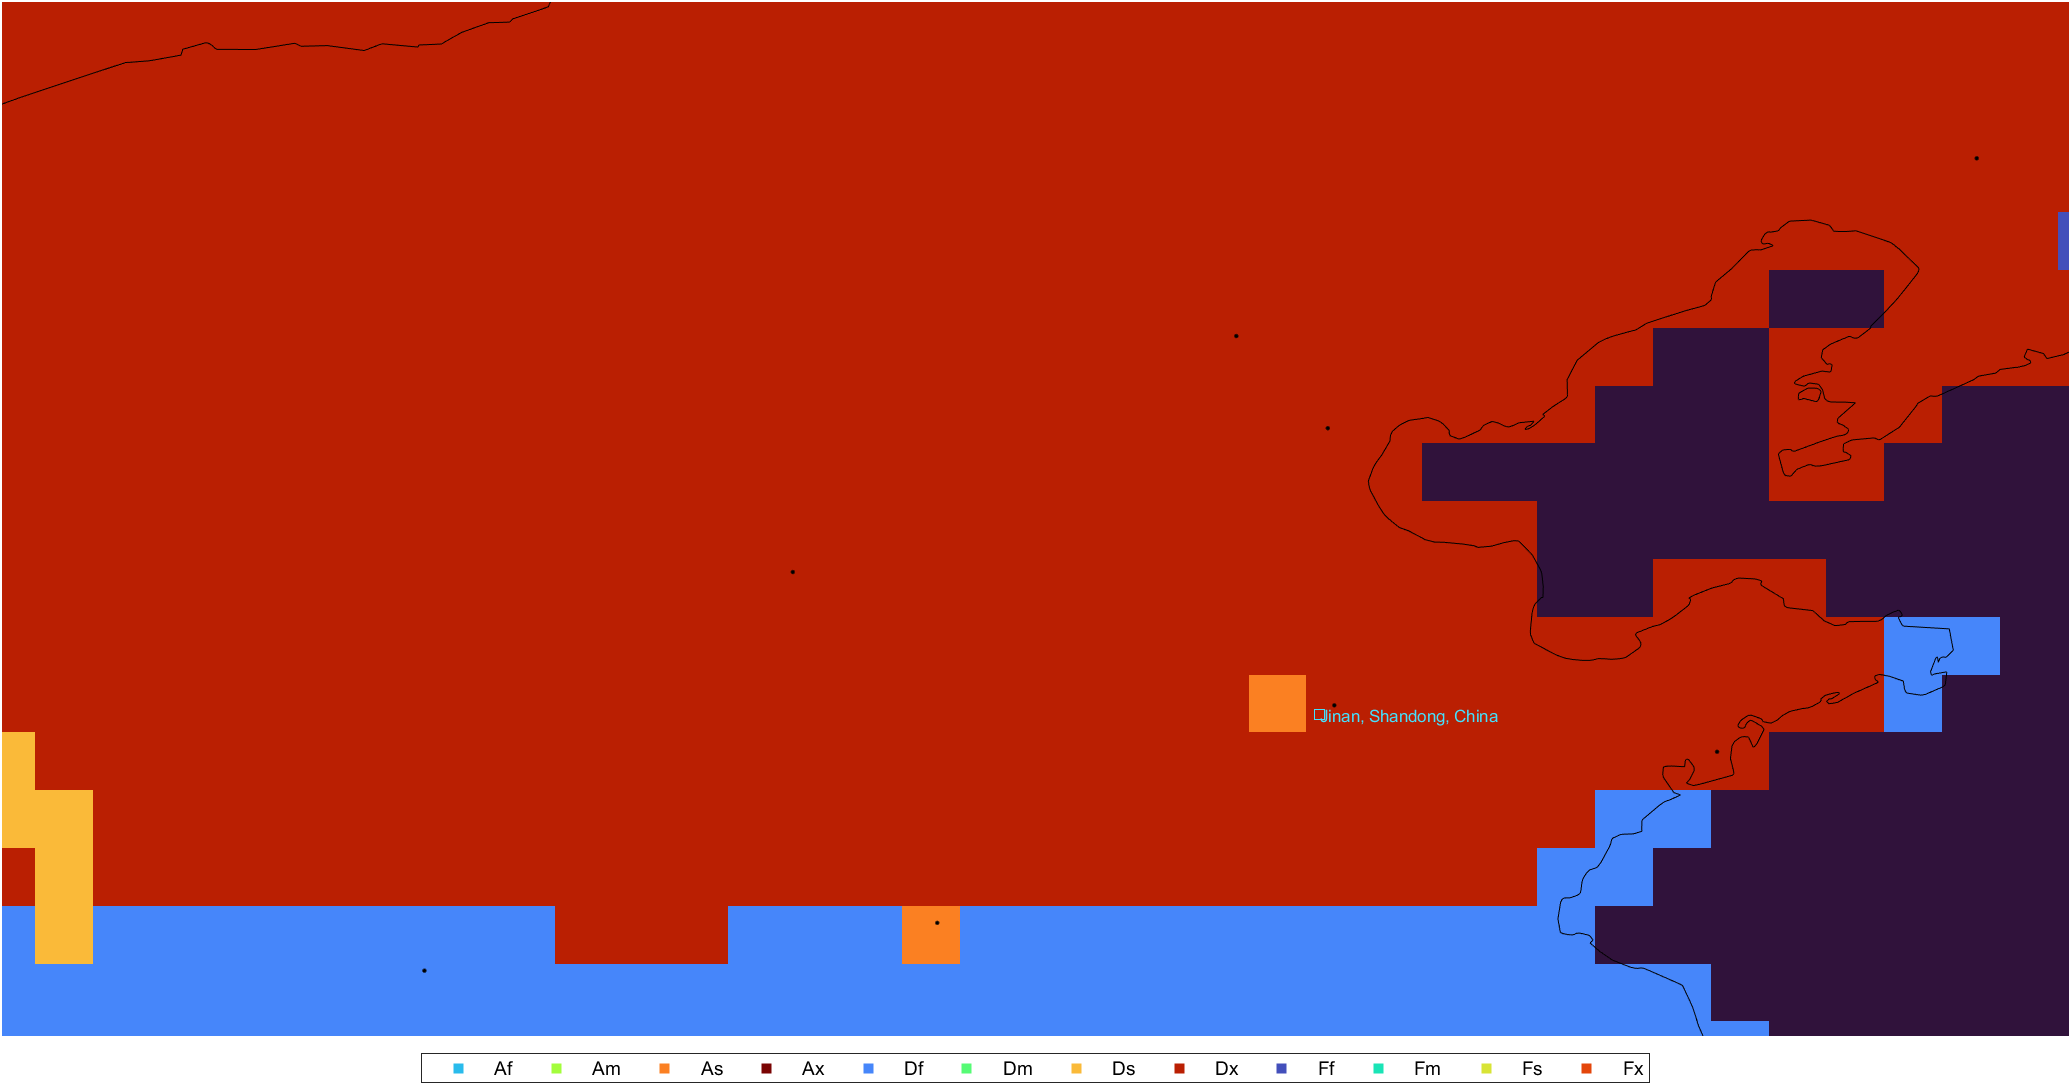 Jinan, Shandong, China
Af Am As Ax Df Dm Ds Dx Ff Fm Fs Fx